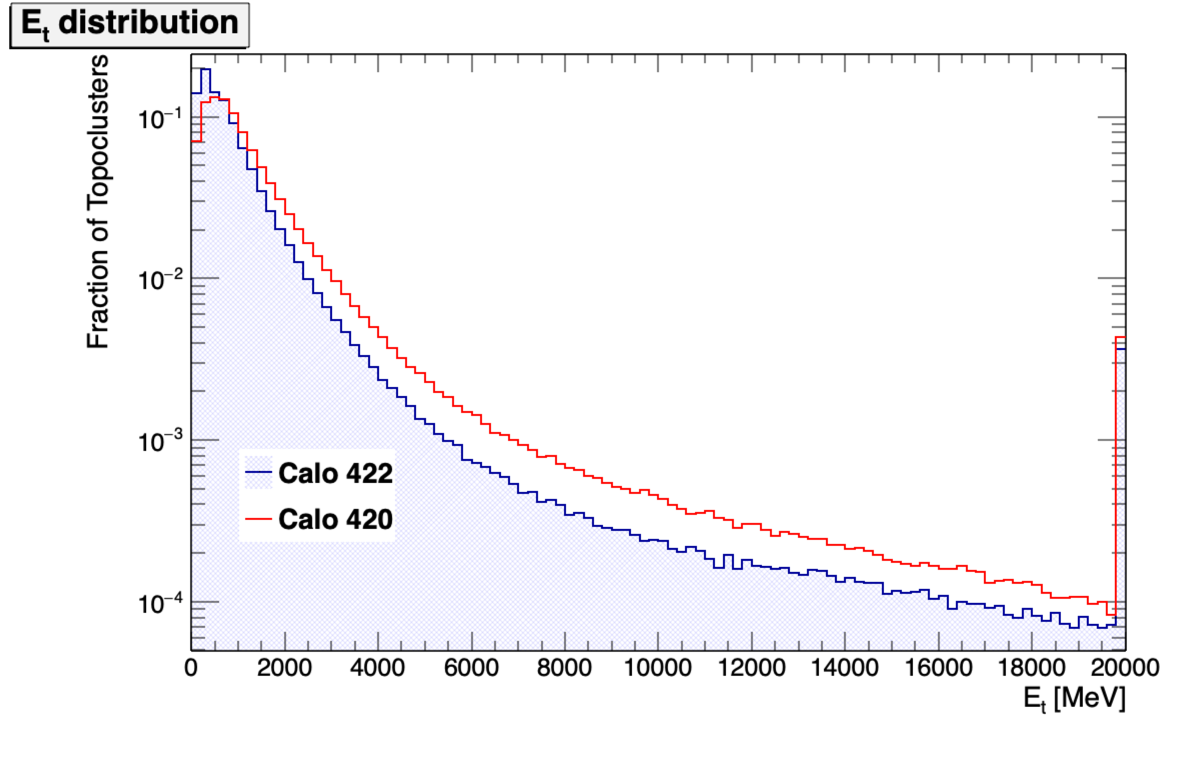 Et distribution
Fraction of Topoclusters
10−1
10−2
10−3
10−4
Calo 422
Calo 420
0 2000 4000 6000 8000 10000 12000 14000 16000 18000 20000
Et [MeV]